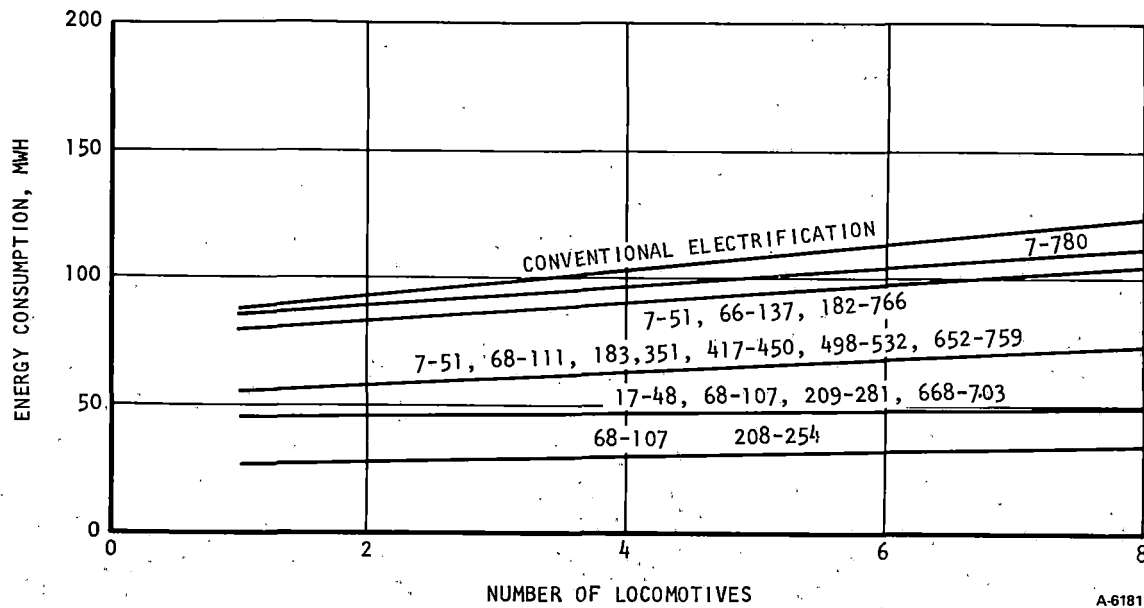 200
150
100
50
0
ENERGY CONSUMPTION, MWH
CONVENTIONAL ELECTRIFICATION
7-780
7-51, 66-137, 182-766
7-51, 68-111, 183,351, 417-450, 498-532, 652-759
17-48, 68-107, 209-281, 668-703
68-107 208-254
0 2 4 6 8
NUMBER OF LOCOMOTIVES
A-6181